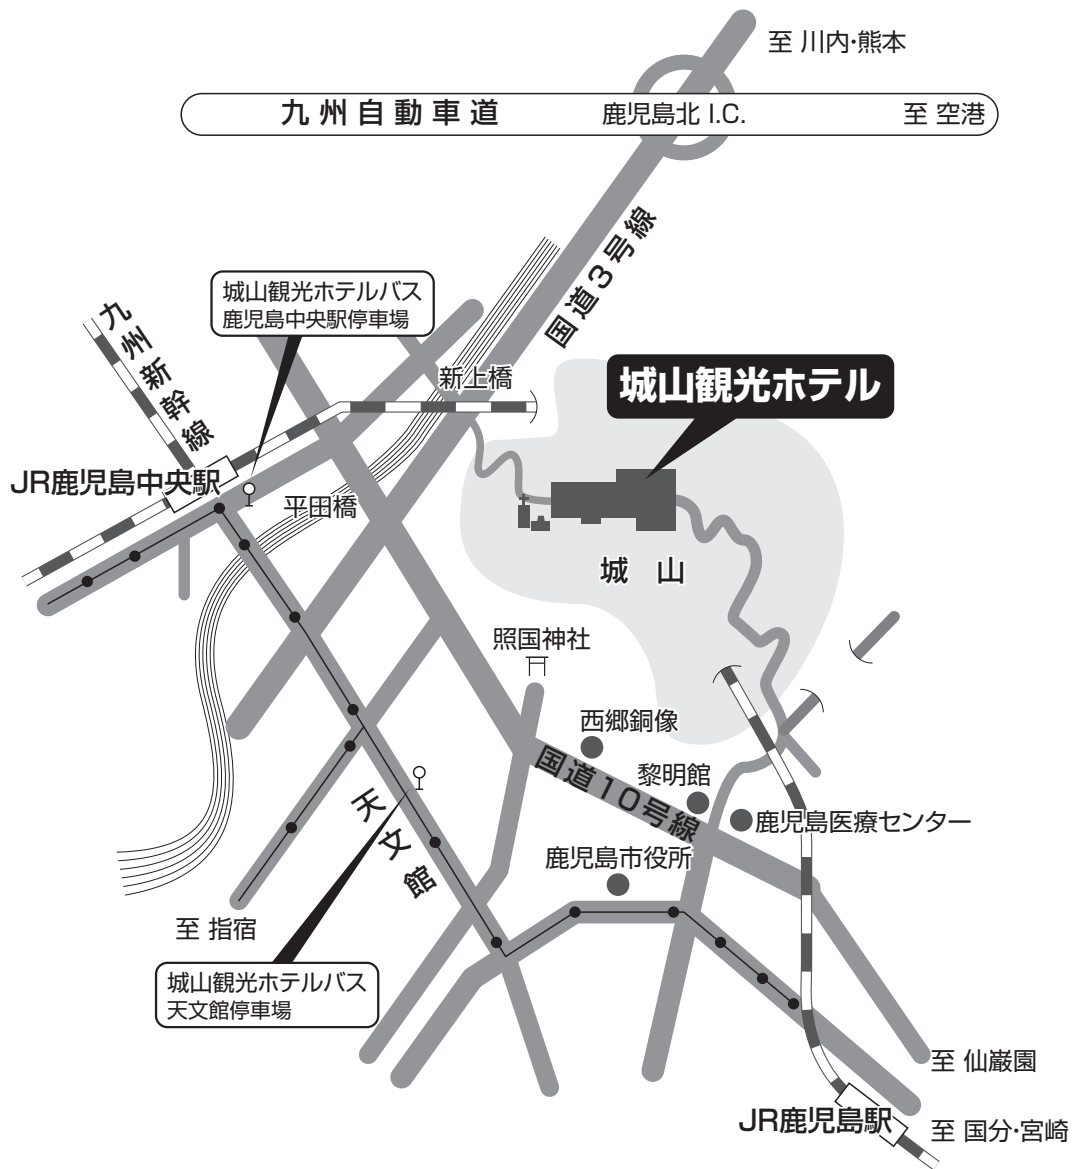 至 川内・熊本
九州自動車道
鹿児島北 I.C.
至 空港
国道3号線
城山観光ホテルバス
鹿児島中央駅停車場
九州新幹線
新上橋
城山観光ホテル
JR鹿児島中央駅
平田橋
城 山
照国神社
西郷銅像
国道10号線
黎明館
鹿児島医療センター
天文館
鹿児島市役所
至 指宿
城山観光ホテルバス
天文館停車場
至 仙巌園
JR鹿児島駅
至 国分・宮崎